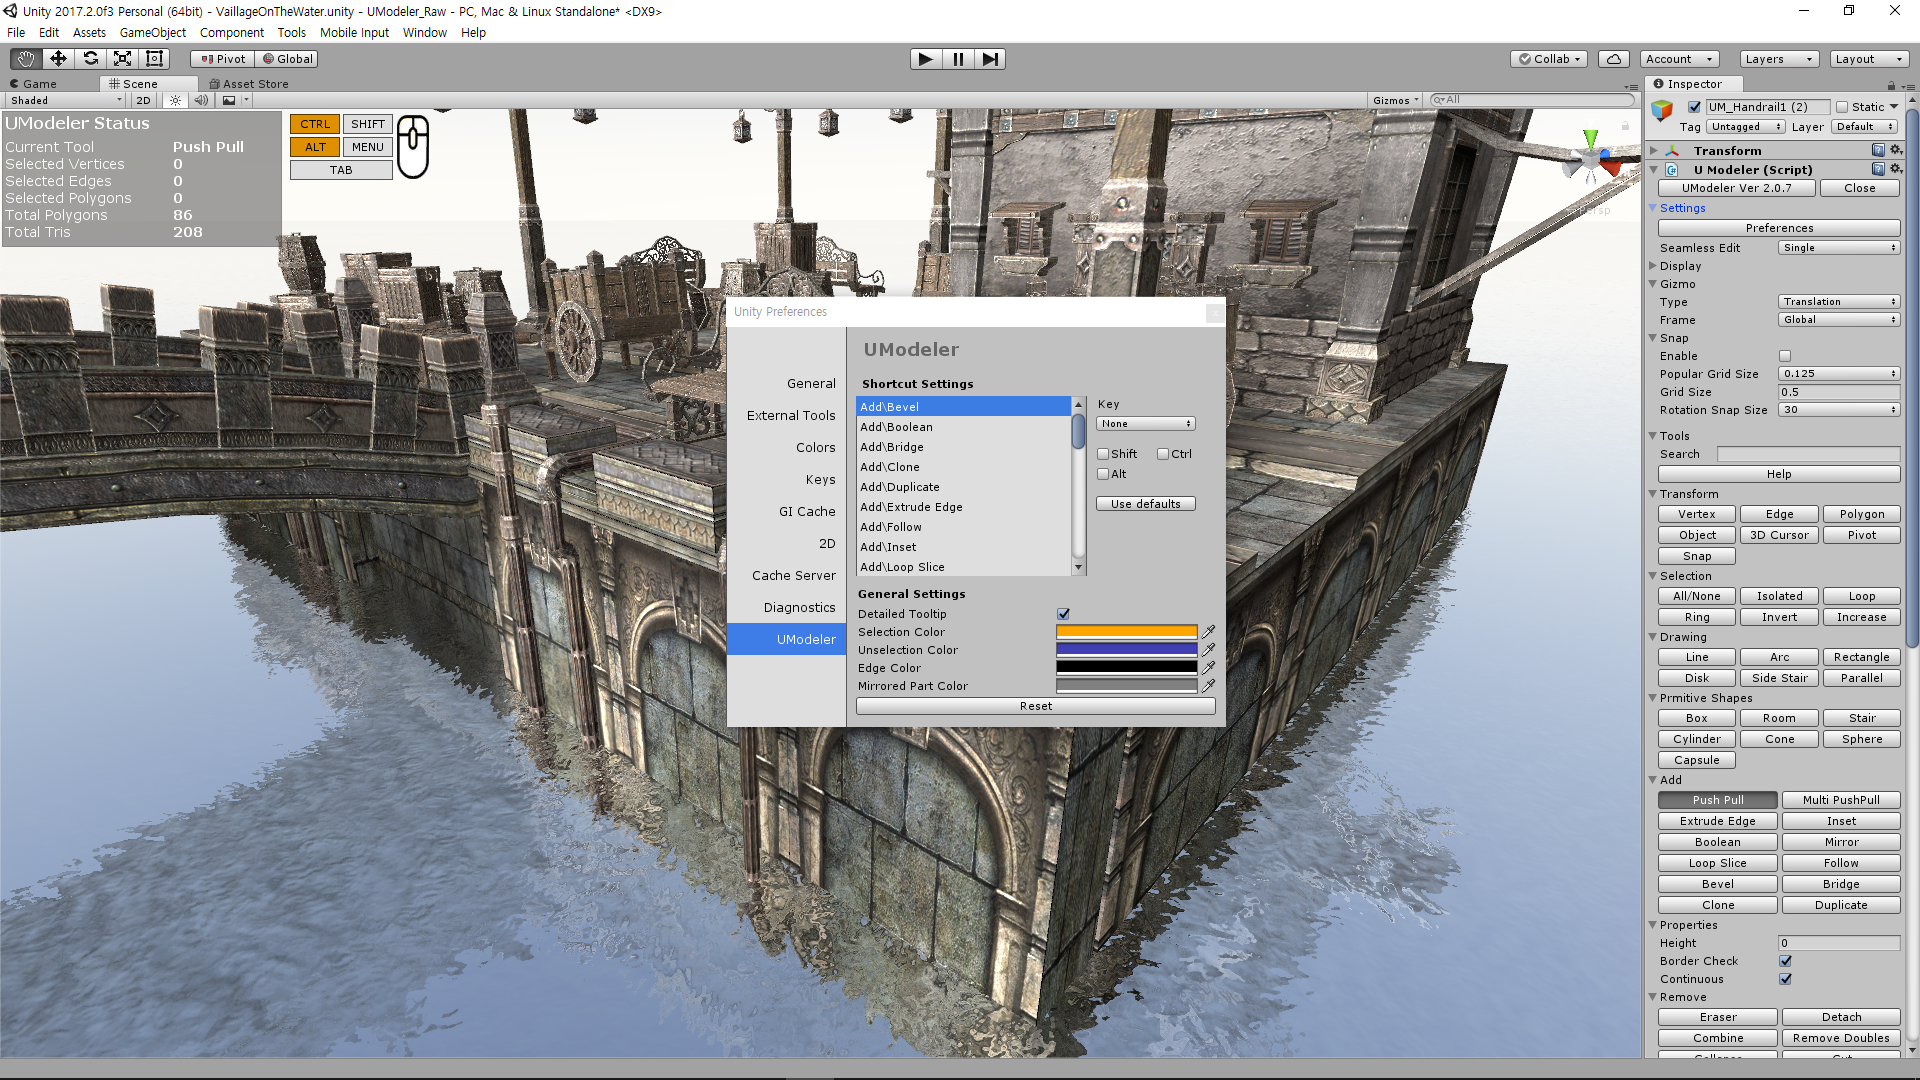 Unity 2017.2.0f3 Personal (64bit) - VaillageOnTheWater.unity - UModeler_Raw - PC, Mac & Linux Standalone* <DX9>
File Edit Assets GameObject Component Tools Mobile Input Window Help
Pivot Global Collab Account Layers Layout
Game Scene Asset Store
Shaded 2D Gizmos All
UModeler Status
Current Tool Push Pull
Selected Vertices 0
Selected Edges 0
Selected Polygons 0
Total Polygons 86
Total Tris 208
CTRL SHIFT
ALT MENU
TAB
Persp
Unity Preferences
General
External Tools
Colors
Keys
GI Cache
2D
Cache Server
Diagnostics
UModeler
UModeler
Shortcut Settings
Add\Bevel
Add\Boolean
Add\Bridge
Add\Clone
Add\Duplicate
Add\Extrude Edge
Add\Follow
Add\Inset
Add\Loop Slice
Key
None
Shift Ctrl
Alt
Use defaults
General Settings
Detailed Tooltip
Selection Color
Unselection Color
Edge Color
Mirrored Part Color
Reset
Inspector
UM_Handrail1 (2) Static
Tag Untagged Layer Default
Transform
U Modeler (Script)
UModeler Ver 2.0.7 Close
Settings
Preferences
Seamless Edit Single
Display
Gizmo
Type Translation
Frame Global
Snap
Enable
Popular Grid Size 0.125
Grid Size 0.5
Rotation Snap Size 30
Tools
Search
Help
Transform
Vertex Edge Polygon
Object 3D Cursor Pivot
Snap
Selection
All/None Isolated Loop
Ring Invert Increase
Drawing
Line Arc Rectangle
Disk Side Stair Parallel
Prmitive Shapes
Box Room Stair
Cylinder Cone Sphere
Capsule
Add
Push Pull Multi PushPull
Extrude Edge Inset
Boolean Mirror
Loop Slice Follow
Bevel Bridge
Clone Duplicate
Properties
Height 0
Border Check
Continuous
Remove
Eraser Detach
Combine Remove Doubles